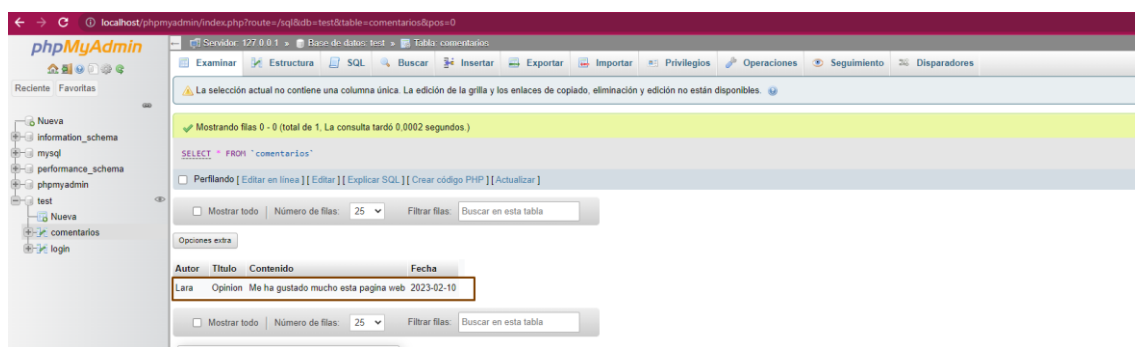 localhost/phpmyadmin/index.php?route=/sql&db=test&table=comentarios&pos=0
phpMyAdmin
Reciente Favoritas
Nueva
information_schema
mysql
performance_schema
phpmyadmin
test
Nueva
comentarios
login
Servidor: 127.0.0.1 » Base de datos: test » Tabla: comentarios
Examinar Estructura SQL Buscar Insertar Exportar Importar Privilegios Operaciones Seguimiento Disparadores
La selección actual no contiene una columna única. La edición de la grilla y los enlaces de copiado, eliminación y edición no están disponibles.
Mostrando filas 0 - 0 (total de 1, La consulta tardó 0,0002 segundos.)
SELECT * FROM `comentarios`
Perfilando [ Editar en línea ] [ Editar ] [ Explicar SQL ] [ Crear código PHP ] [ Actualizar ]
Mostrar todo | Número de filas: 25 Filtrar filas: Buscar en esta tabla
Opciones extra
Autor Titulo Contenido Fecha
Lara Opinion Me ha gustado mucho esta pagina web 2023-02-10
Mostrar todo | Número de filas: 25 Filtrar filas: Buscar en esta tabla